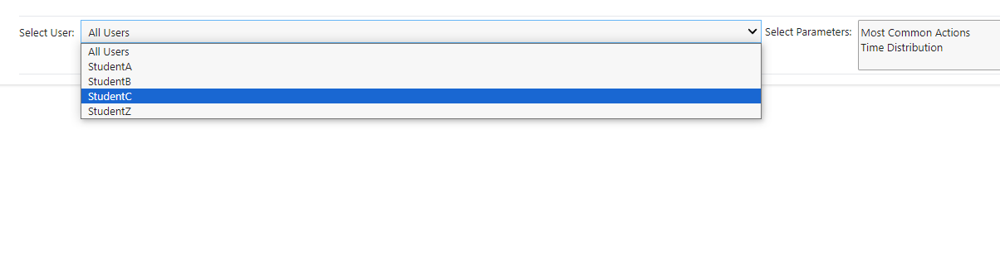 Select User: All Users Select Parameters: Most Common Actions
Time Distribution
All Users
StudentA
StudentB
StudentC
StudentZ